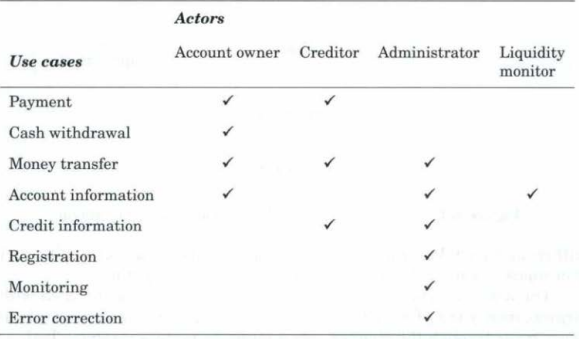 Actors
Use cases Account owner Creditor Administrator Liquidity monitor
Payment ✓ ✓
Cash withdrawal ✓
Money transfer ✓ ✓ ✓
Account information ✓ ✓ ✓
Credit information ✓ ✓
Registration ✓
Monitoring ✓
Error correction ✓